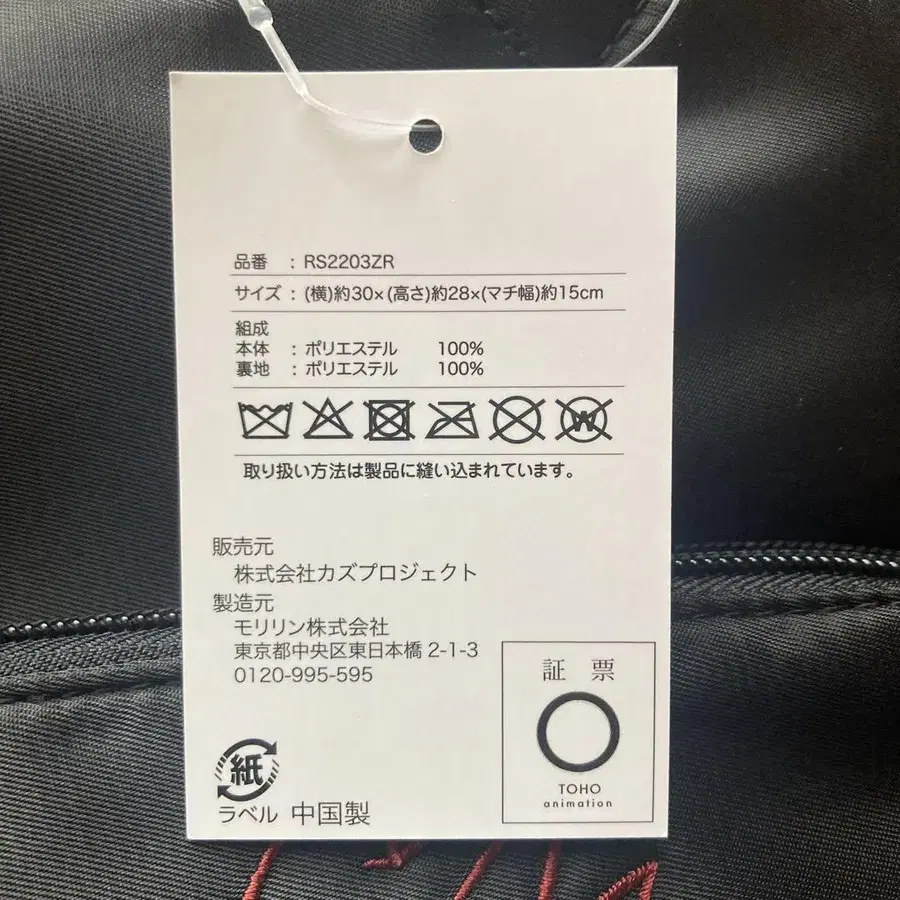 品番 : RS2203ZR
サイズ : (横)約30×(高さ)約28×(マチ幅)約15cm
組成
本体 : ポリエステル 100%
裏地 : ポリエステル 100%
W
取り扱い方法は製品に縫い込まれています。
販売元
株式会社カズプロジェクト
製造元
モリリン株式会社
東京都中央区東日本橋 2-1-3
0120-995-595
証 票
TOHO
animation
紙
ラベル 中国製